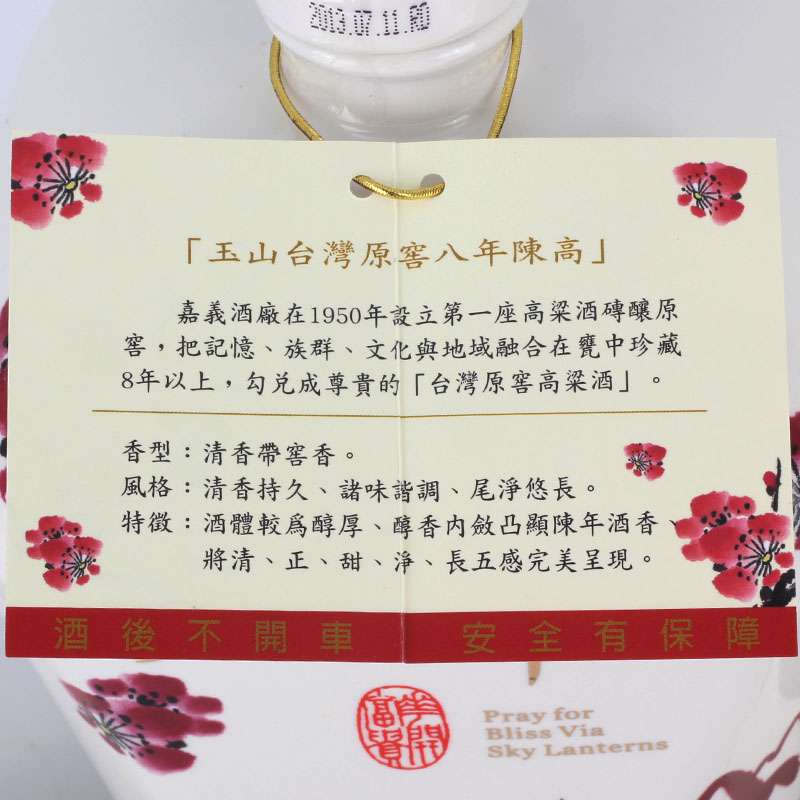 2013.07.11.RD
「玉山台灣原窖八年陳高」
嘉義酒廠在1950年設立第一座高粱酒磚釀原
窖，把記憶、族群、文化與地域融合在甕中珍藏
8年以上，勾兌成尊貴的「台灣原窖高粱酒」。
香型：清香帶窖香。
風格：清香持久、諸味諧調、尾淨悠長。
特徵：酒體較為醇厚、醇香內斂凸顯陳年酒香、
將清、正、甜、淨、長五感完美呈現。
酒後不開車 安全有保障
花開富貴
Pray for
Bliss Via
Sky Lanterns